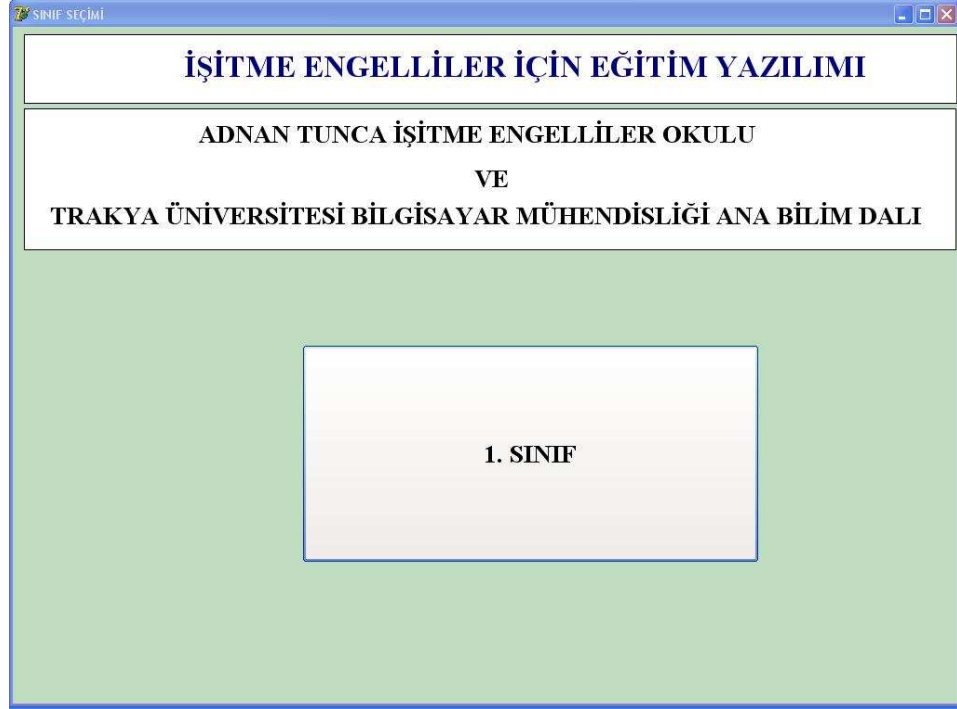 SINIF SEÇİMİ
İŞİTME ENGELLİLER İÇİN EĞİTİM YAZILIMI
ADNAN TUNCA İŞİTME ENGELLİLER OKULU
VE
TRAKYA ÜNİVERSİTESİ BİLGİSAYAR MÜHENDİSLİĞİ ANA BİLİM DALI
1. SINIF